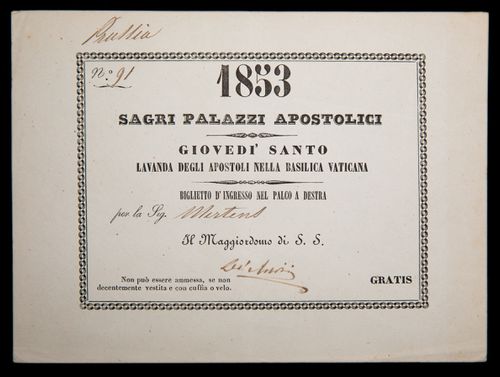 Prussia
N.º 91
1853
SAGRI PALAZZI APOSTOLICI
GIOVEDI' SANTO
LAVANDA DEGLI APOSTOLI NELLA BASILICA VATICANA
BIGLIETTO D'INGRESSO NEL PALCO A DESTRA
per la Sig. Mertens
Il Maggiordomo di S. S.
Non può essere ammessa, se non
decentemente vestita e con cuffia o velo.
GRATIS